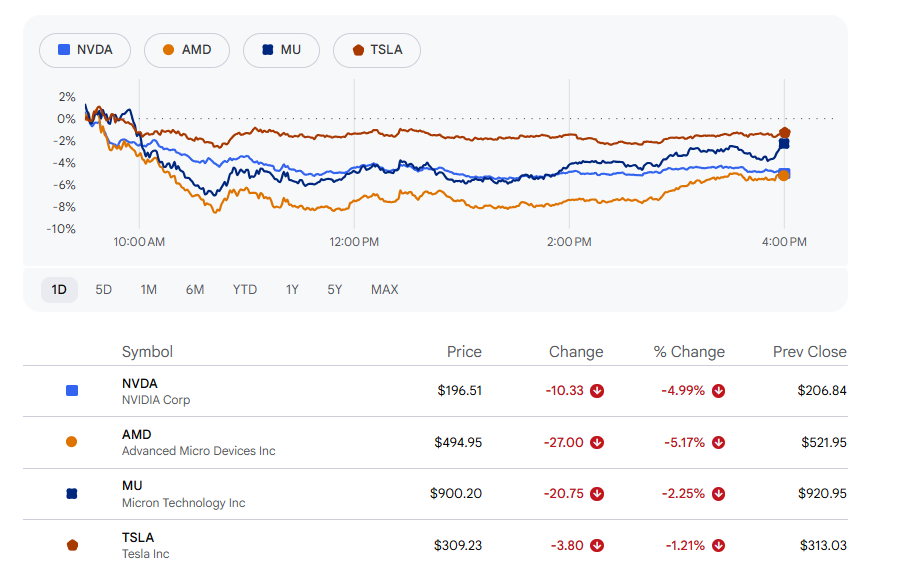 NVDA AMD MU TSLA
2%
0%
-2%
-4%
-6%
-8%
-10%
10:00 AM 12:00 PM 2:00 PM 4:00 PM
1D 5D 1M 6M YTD 1Y 5Y MAX
Symbol Price Change % Change Prev Close
NVDA
NVIDIA Corp
$196.51 -10.33 -4.99% $206.84
AMD
Advanced Micro Devices Inc
$494.95 -27.00 -5.17% $521.95
MU
Micron Technology Inc
$900.20 -20.75 -2.25% $920.95
TSLA
Tesla Inc
$309.23 -3.80 -1.21% $313.03